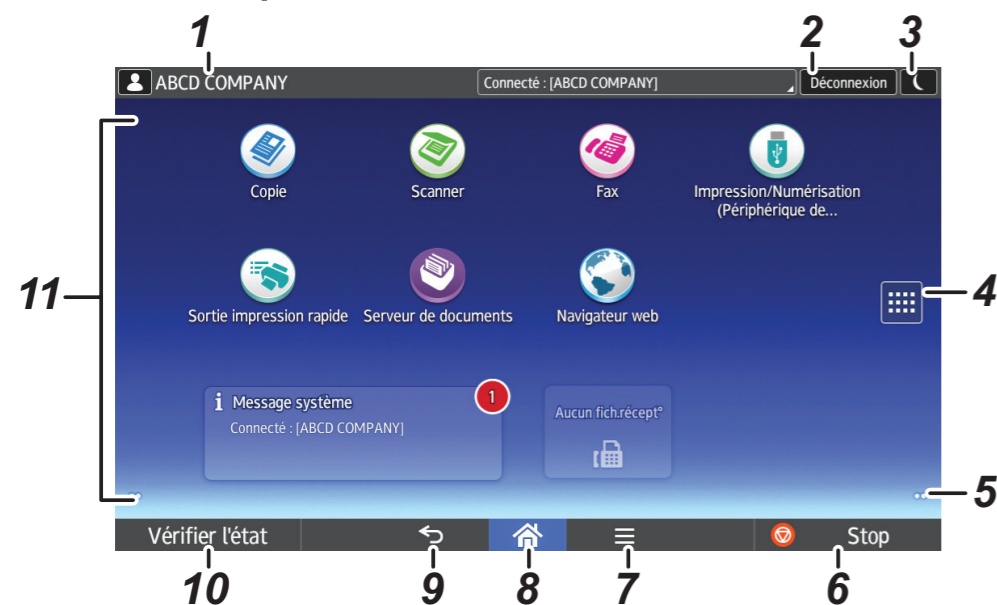 1
2
3
ABCD COMPANY
Connecté : [ABCD COMPANY]
Déconnexion
11
Copie
Scanner
Fax
Impression/Numérisation
(Périphérique de...
4
Sortie impression rapide
Serveur de documents
Navigateur web
i Message système
1
Connecté : [ABCD COMPANY]
Aucun fich.récept°
5
Vérifier l'état
Stop
10
9
8
7
6